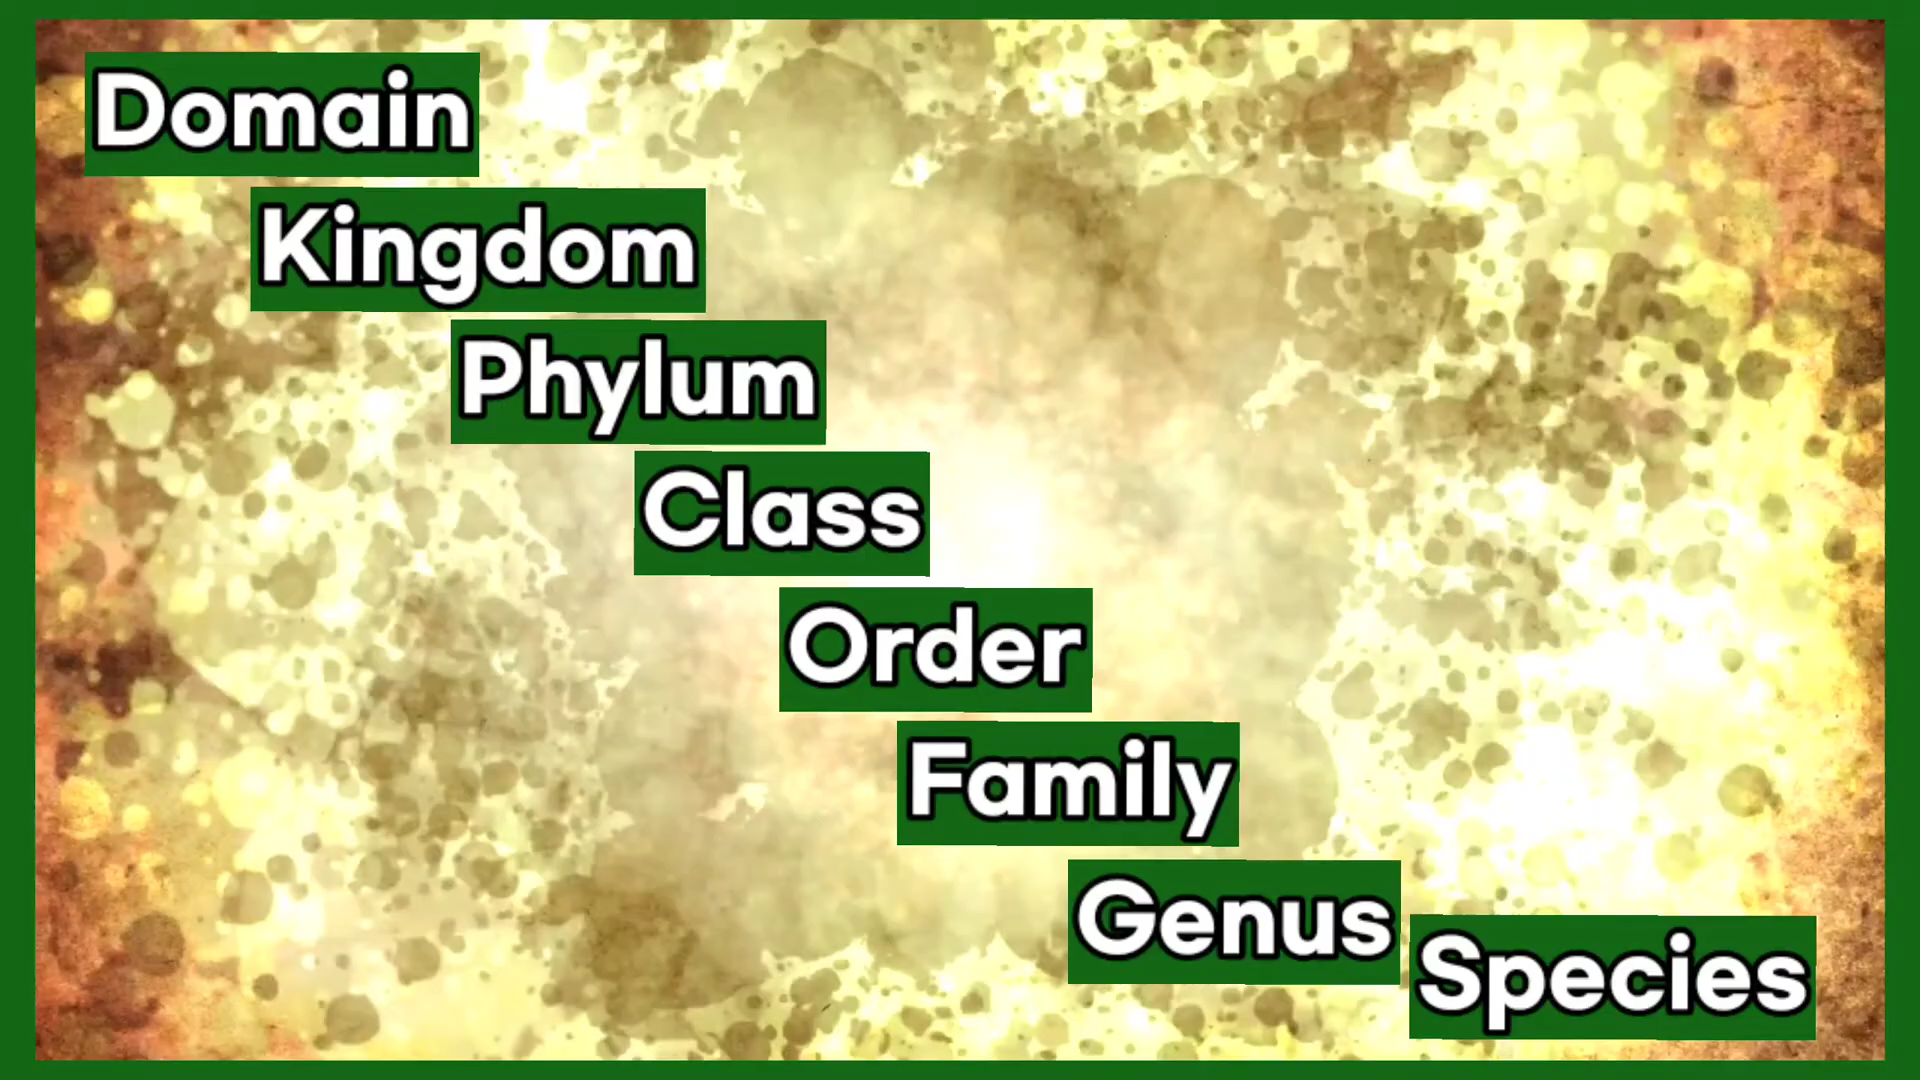 Domain
Kingdom
Phylum
Class
Order
Family
Genus
Species